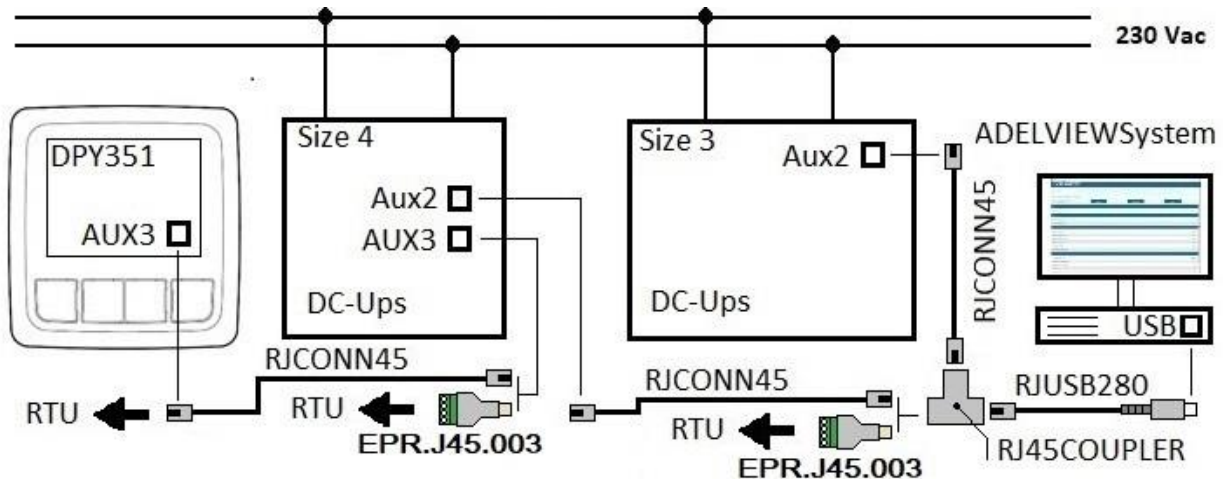 230 Vac
DPY351
AUX3
Size 4
Aux2
AUX3
DC-Ups
Size 3
Aux2
DC-Ups
ADELVIEWSystem
USB
RJCONN45
RJCONN45
RTU
RTU
EPR.J45.003
RJCONN45
RTU
EPR.J45.003
RJUSB280
RJ45COUPLER